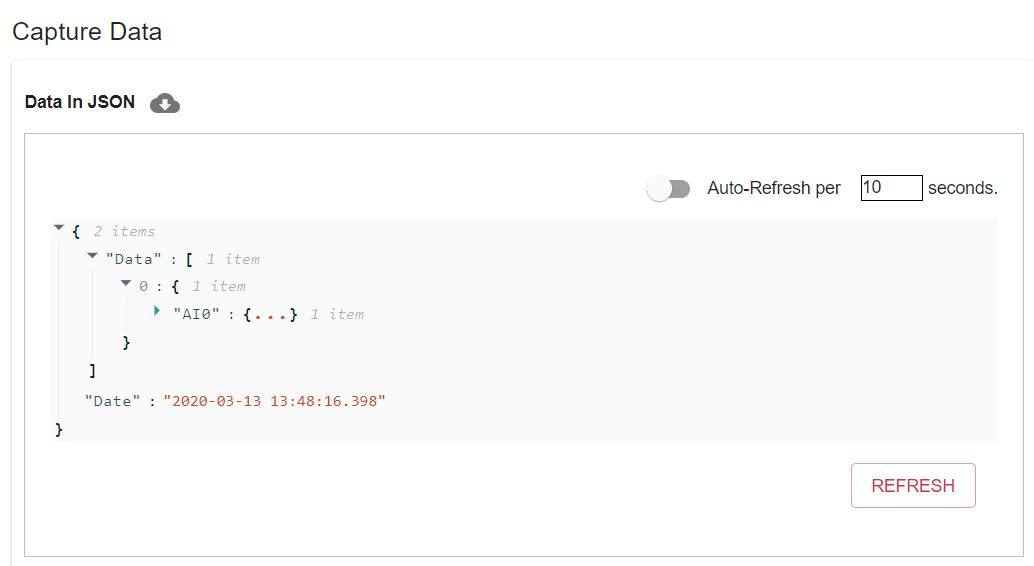 Capture Data
Data In JSON
Auto-Refresh per 10 seconds.
{ 2 items
"Data" : [ 1 item
0 : { 1 item
"AI0" : {...} 1 item
}
]
"Date" : "2020-03-13 13:48:16.398"
}
REFRESH